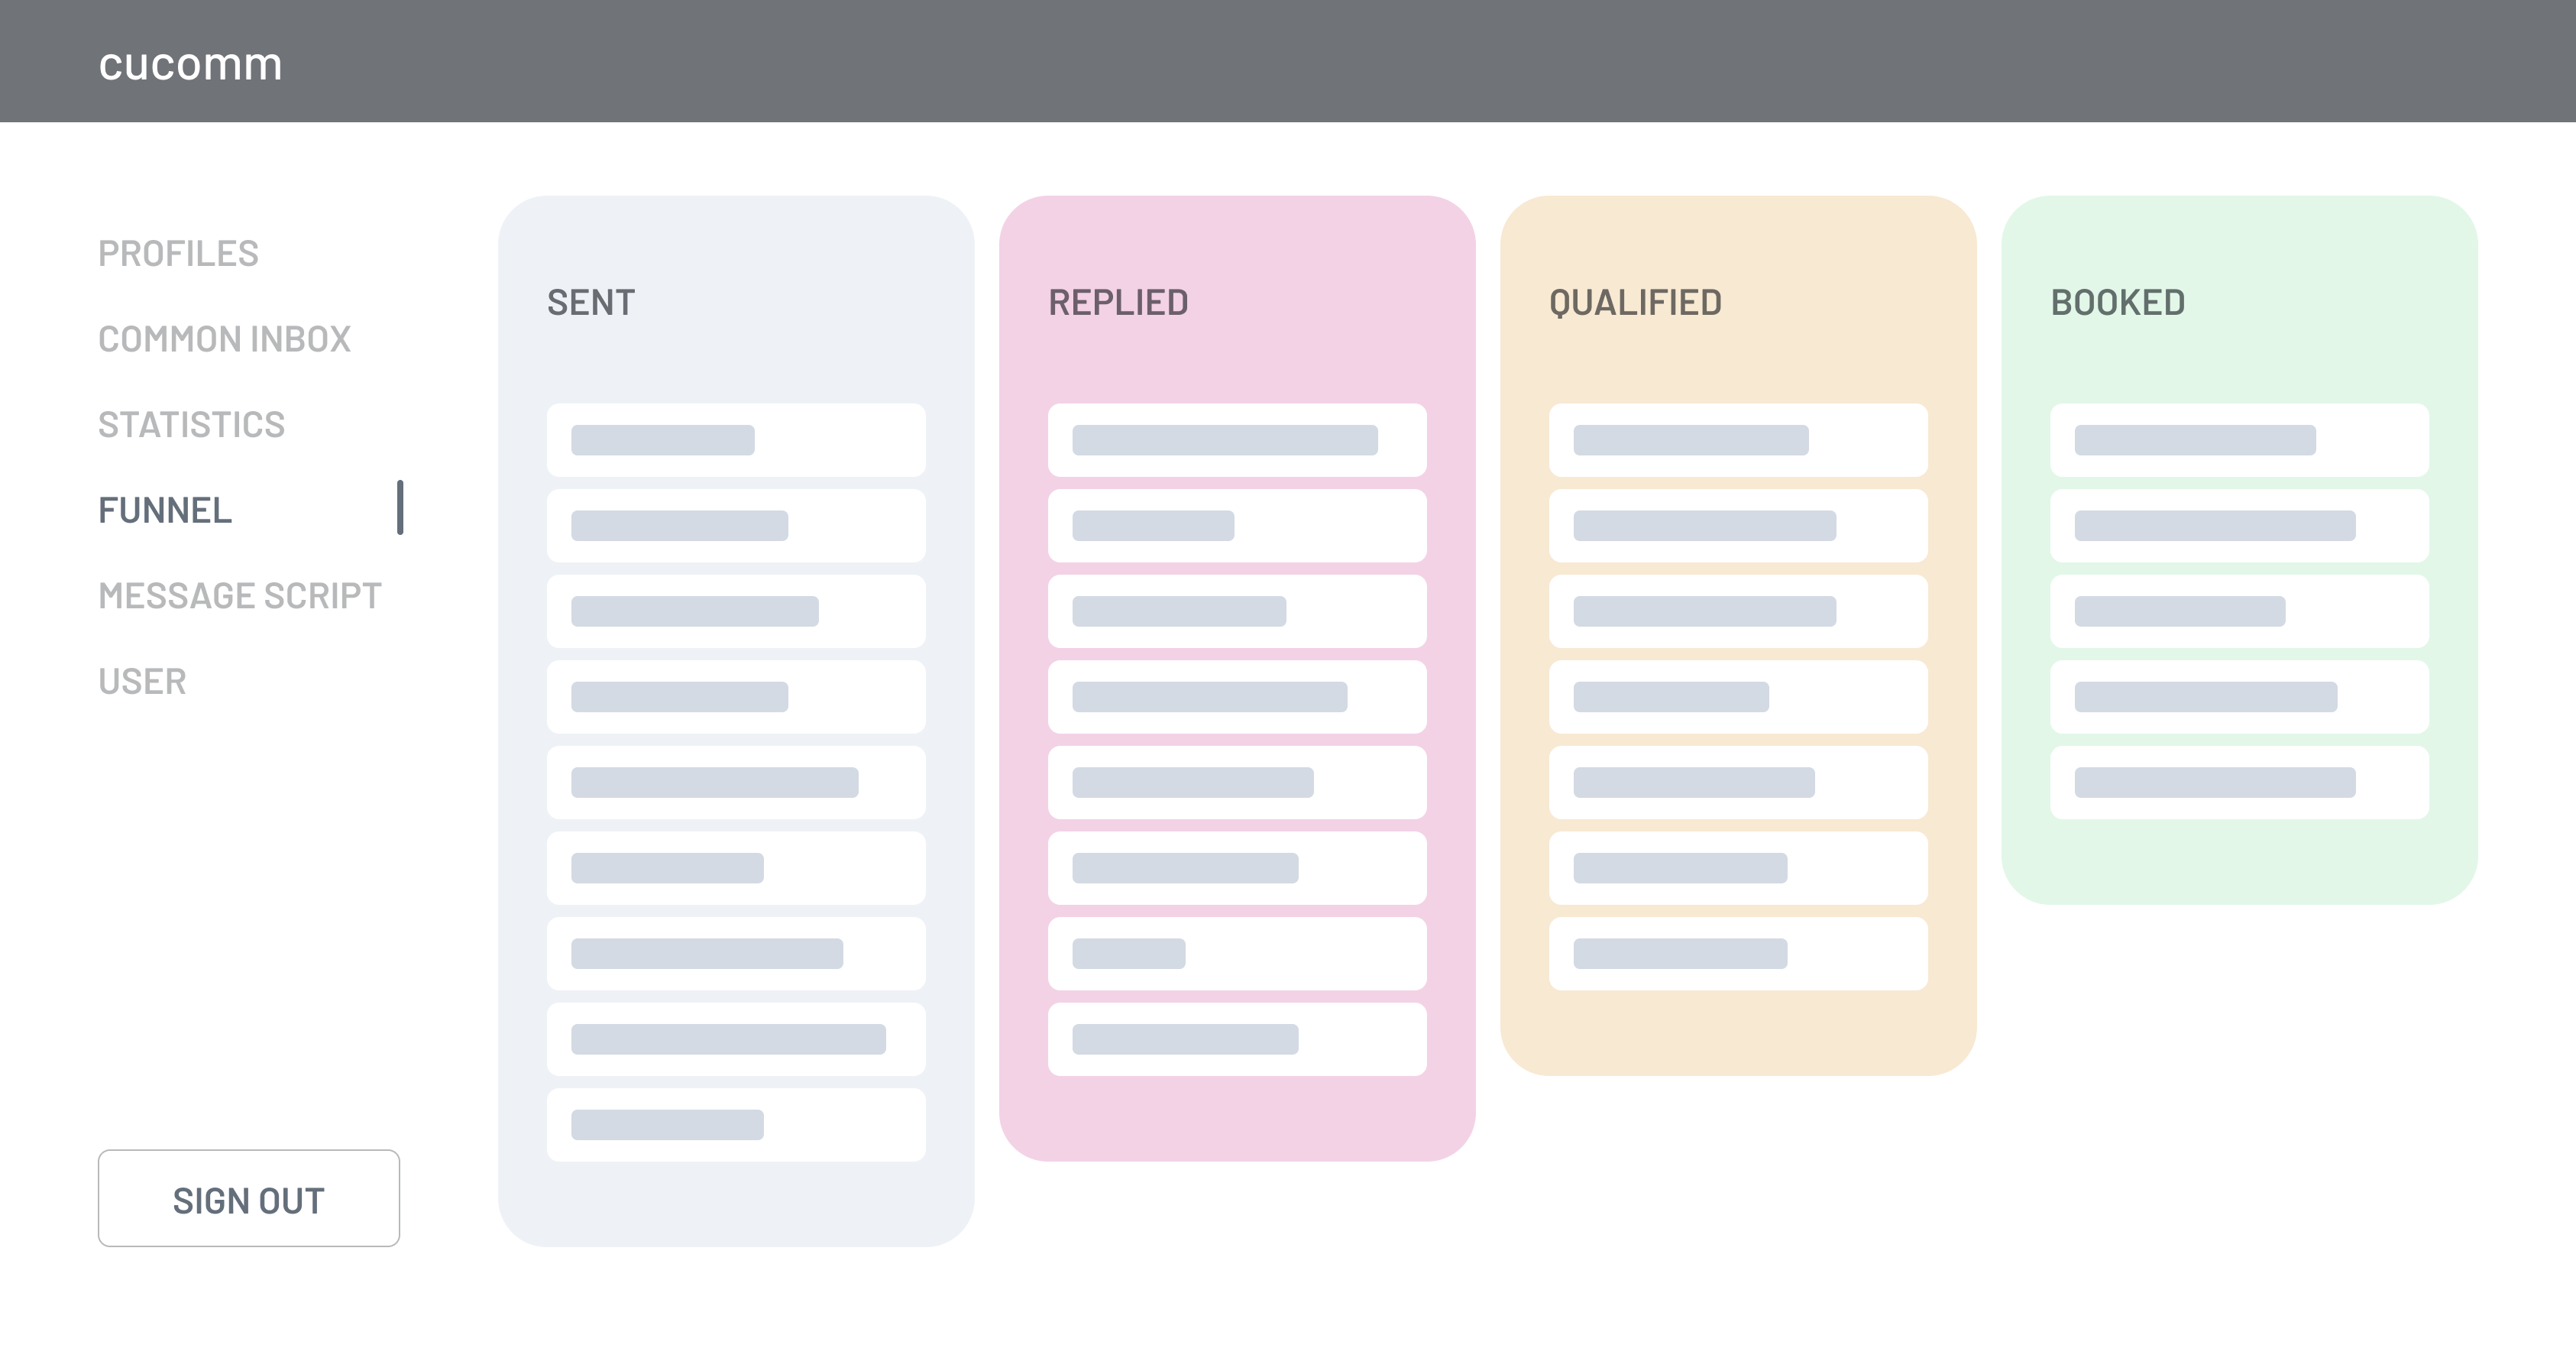 cucomm
PROFILES
COMMON INBOX
STATISTICS
FUNNEL
MESSAGE SCRIPT
USER
SIGN OUT
SENT
REPLIED
QUALIFIED
BOOKED